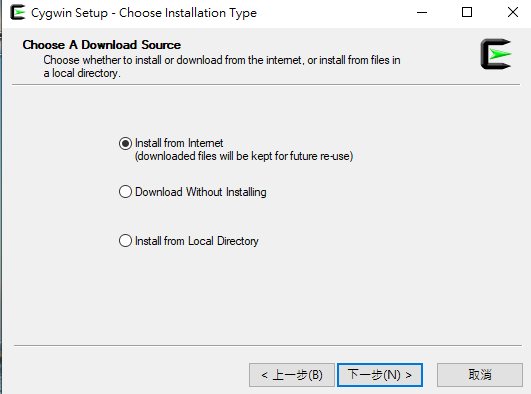 Cygwin Setup - Choose Installation Type
Choose A Download Source
Choose whether to install or download from the internet, or install from files in
a local directory.
Install from Internet
(downloaded files will be kept for future re-use)
Download Without Installing
Install from Local Directory
< 上一步(B)
下一步(N) >
取消